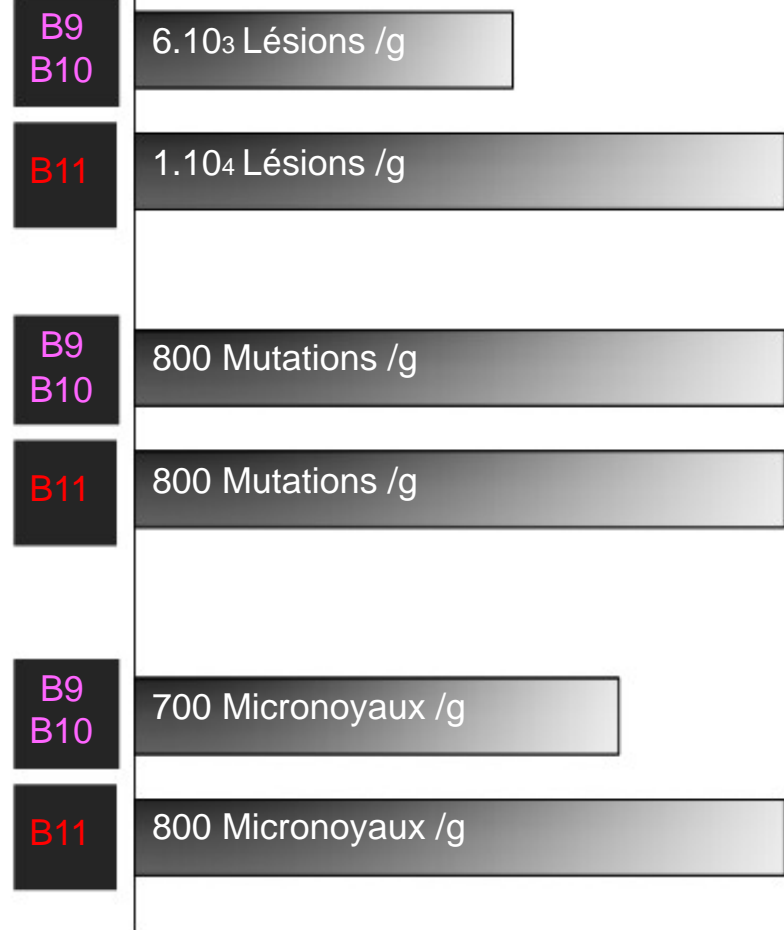 B9
B10
6.103 Lésions /g
B11
1.104 Lésions /g
B9
B10
800 Mutations /g
B11
800 Mutations /g
B9
B10
700 Micronoyaux /g
B11
800 Micronoyaux /g